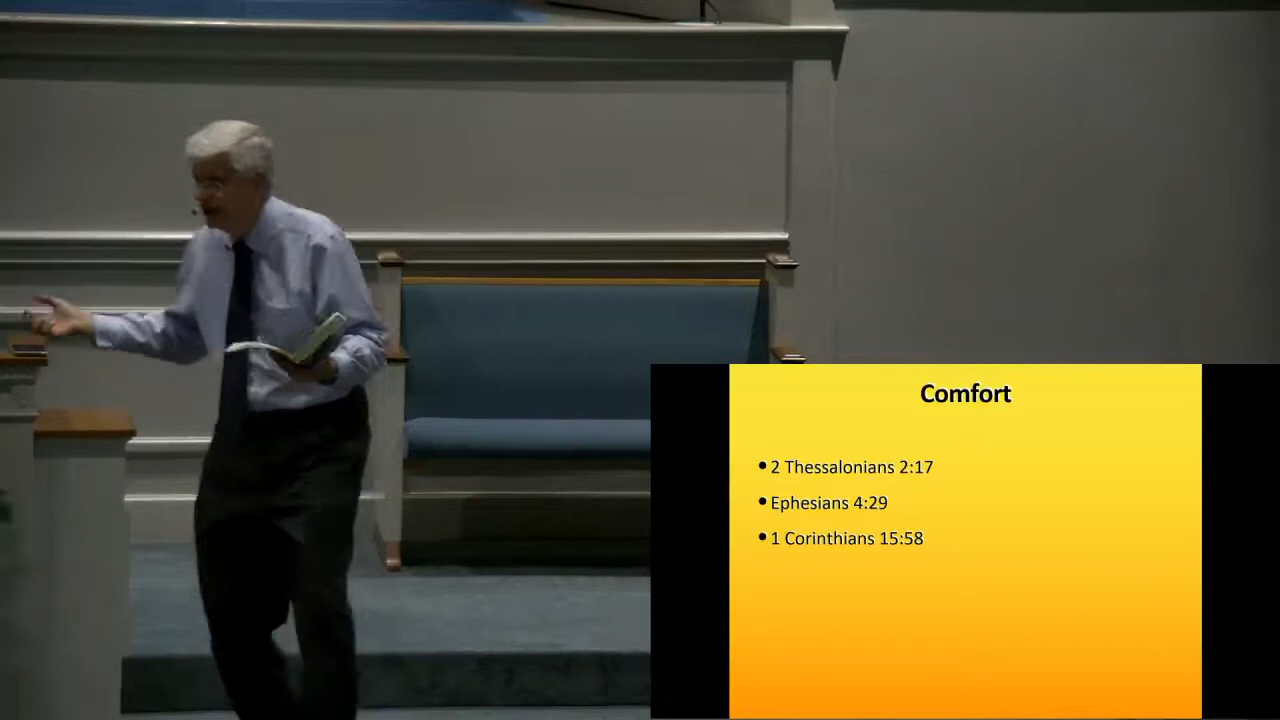 Comfort
•2 Thessalonians 2:17
•Ephesians 4:29
•1 Corinthians 15:58